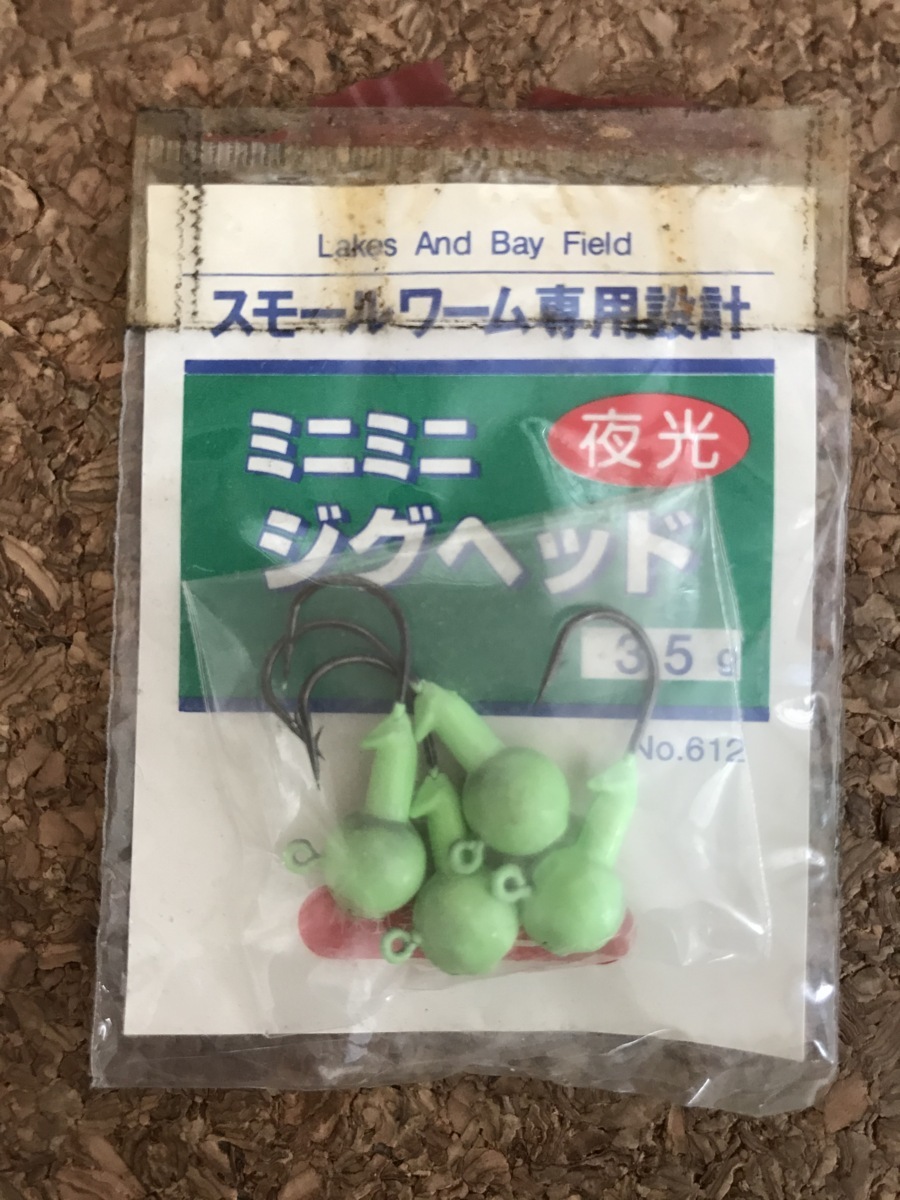 Lakes And Bay Field
スモールワーム専用設計
ミニミニ
夜光
ジグヘッド
3.5 g
No.612